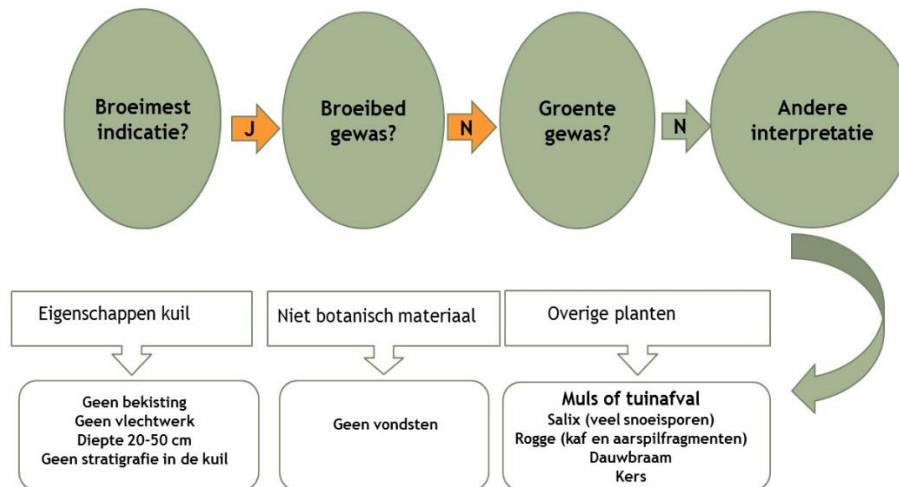 Broeimest
indicatie?
J
Broeibed
gewas?
N
Groente
gewas?
N
Andere
interpretatie
Eigenschappen kuil
Niet botanisch materiaal
Overige planten
Geen bekisting
Geen vlechtwerk
Diepte 20-50 cm
Geen stratigrafie in de kuil
Geen vondsten
Muls of tuinafval
Salix (veel snoeisporen)
Rogge (kaf en aarspilfragmenten)
Dauwbraam
Kers